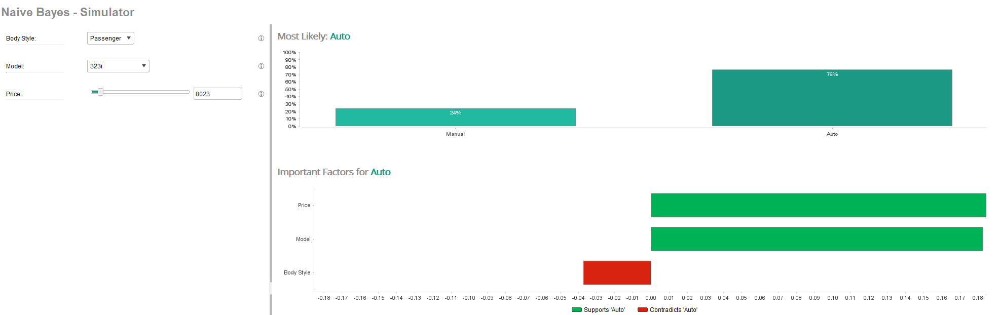 Naive Bayes - Simulator
Body Style:
Passenger
Model:
323i
Price:
8023
Most Likely: Auto
100%
90%
80%
70%
60%
50%
40%
30%
20%
10%
0%
24%
76%
Manual
Auto
Important Factors for Auto
Price
Model
Body Style
-0.18 -0.17 -0.16 -0.15 -0.14 -0.13 -0.12 -0.11 -0.10 -0.09 -0.08 -0.07 -0.06 -0.05 -0.04 -0.03 -0.02 -0.01 0.00 0.01 0.02 0.03 0.04 0.05 0.06 0.07 0.08 0.09 0.10 0.11 0.12 0.13 0.14 0.15 0.16 0.17 0.18
Supports 'Auto' Contradicts 'Auto'